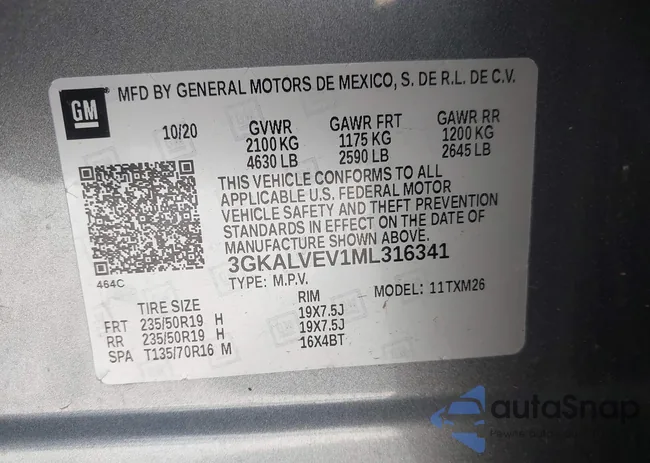 GM
MFD BY GENERAL MOTORS DE MEXICO, S. DE R.L. DE C.V.
10/20 GVWR GAWR FRT GAWR RR
2100 KG 1175 KG 1200 KG
4630 LB 2590 LB 2645 LB
THIS VEHICLE CONFORMS TO ALL
APPLICABLE U.S. FEDERAL MOTOR
VEHICLE SAFETY AND THEFT PREVENTION
STANDARDS IN EFFECT ON THE DATE OF
MANUFACTURE SHOWN ABOVE.
3GKALVEV1ML316341
464C
TYPE: M.P.V. MODEL: 11TXM26
TIRE SIZE RIM
FRT 235/50R19 H 19X7.5J
RR 235/50R19 H 19X7.5J
SPA T135/70R16 M 16X4BT
autoSnap